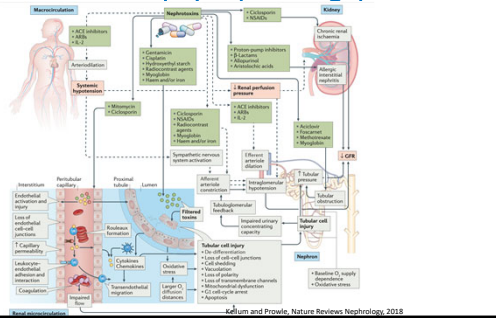 Macrocirculation
Nephrotoxins
• Ciclosporin
• NSAIDs
Kidney
• ACE inhibitors
• ARBs
• IL-2
Arteriodilation
Systemic
hypotension
• Gentamicin
• Cisplatin
• Hydroxyethyl starch
• Radiocontrast agents
• Myoglobin
• Haem and/or iron
• Proton-pump inhibitors
• β-Lactams
• Allopurinol
• Aristolochic acids
Chronic renal
ischaemia
Allergic
interstitial
nephritis
↓ Renal perfusion
pressure
• Mitomycin
• Ciclosporin
• Ciclosporin
• NSAIDs
• Radiocontrast
agents
• Myoglobin
• Haem and/or iron
• ACE inhibitors
• ARBs
• IL-2
• Aciclovir
• Foscarnet
• Methotrexate
• Myoglobin
Sympathetic nervous
system activation
Efferent
arteriole
dilation
↓ GFR
Afferent
arteriole
constriction
Intraglomerular
hypotension
↑ Tubular
pressure
Tubular
obstruction
Tubuloglomerular
feedback
Impaired urinary
concentrating
capacity
Tubular cell
injury
Nephron
• Baseline O₂ supply
dependence
• Oxidative stress
Interstitium
Peritubular
capillary
Proximal
tubule
Lumen
Endothelial
activation and
injury
Loss of
endothelial
cell–cell
junctions
↑ Capillary
permeability
Leukocyte–
endothelial
adhesion and
interaction
Coagulation
Rouleaux
formation
Filtered
toxins
Cytokines
Chemokines
Oxidative
stress
Transendothelial
migration
Larger O₂
diffusion
distances
Impaired
flow
Renal microcirculation
Tubular cell injury
• De differentiation
• Loss of cell–cell junctions
• Cell shedding
• Vacuolation
• Loss of polarity
• Loss of transmembrane channels
• Mitochondrial dysfunction
• G1 cell-cycle arrest
• Apoptosis
Kellum and Prowle, Nature Reviews Nephrology, 2018